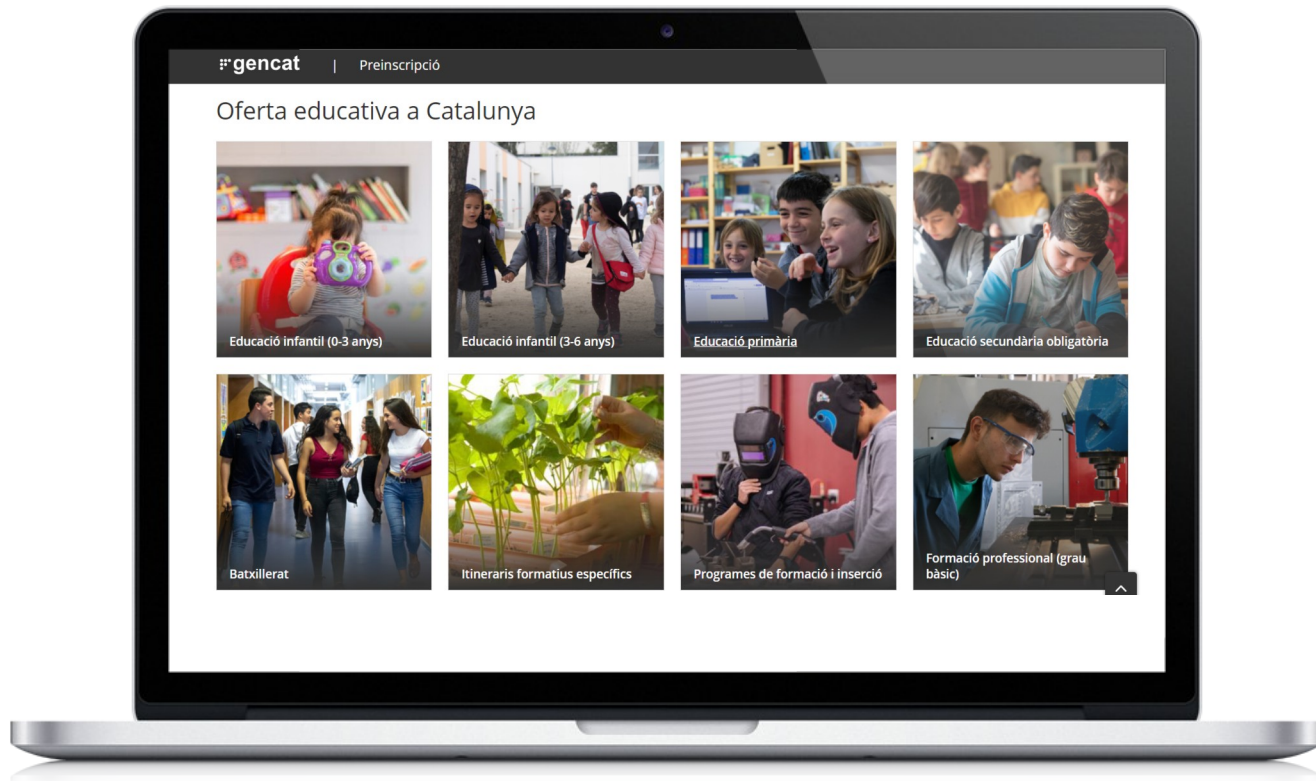 gencat | Preinscripció
Oferta educativa a Catalunya
Educació infantil (0-3 anys)
Educació infantil (3-6 anys)
Educació primària
Educació secundària obligatòria
Batxillerat
Itineraris formatius específics
Programes de formació i inserció
Formació professional (grau
bàsic)